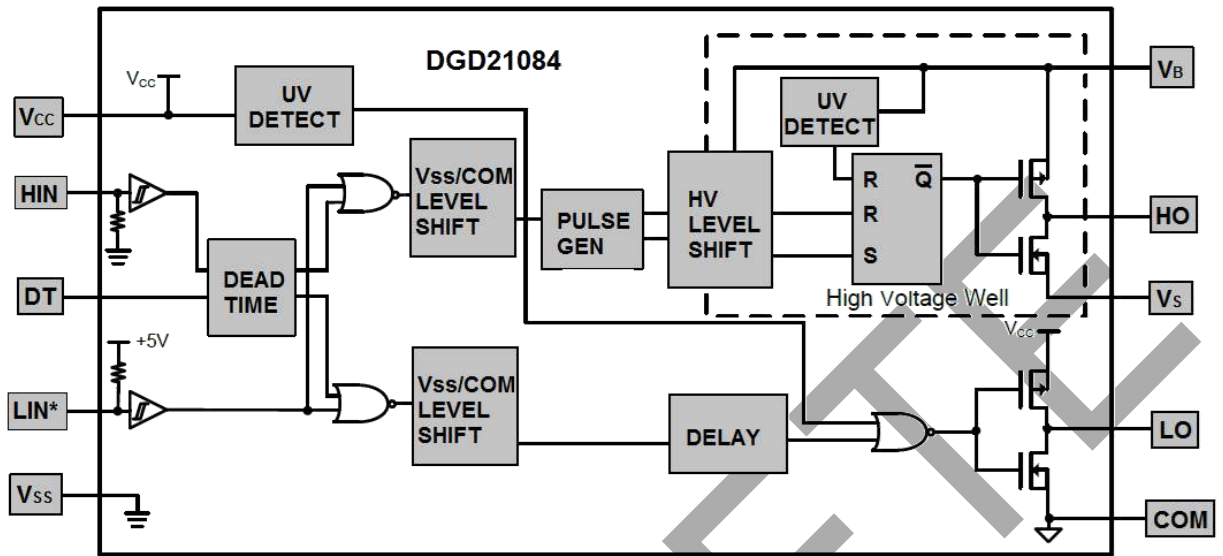 DGD21084
VCC
VCC
UV
DETECT
VB
UV
DETECT
HIN
Vss/COM
LEVEL
SHIFT
HV
LEVEL
SHIFT
R
Q
R
S
PULSE
GEN
HO
DT
DEAD
TIME
High Voltage Well
VS
VCC
+5V
LIN*
Vss/COM
LEVEL
SHIFT
DELAY
LO
VSS
COM